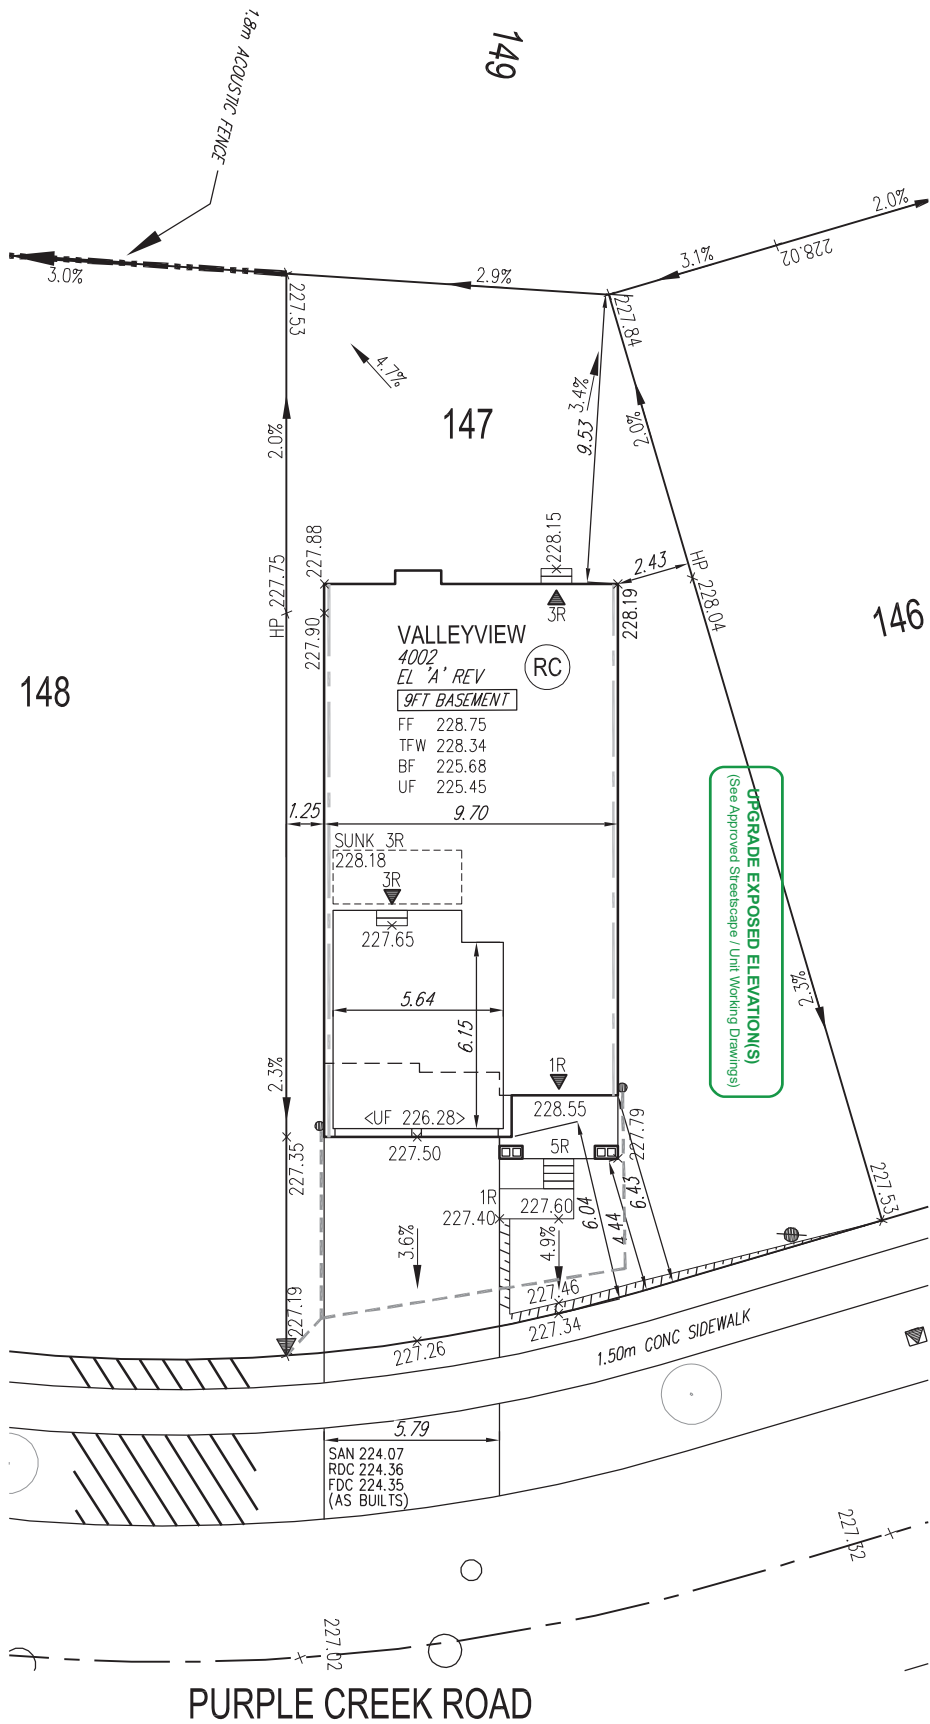 1.8m ACOUSTIC FENCE
149
2.0%
228.02
3.1%
3.0%
2.9%
227.53
227.84
4.7%
3.4%
9.53
2.0%
2.0%
147
HP 227.75
227.88
228.15
2.43
HP 228.04
3R
228.19
227.90
146
148
VALLEYVIEW
4002
EL 'A' REV
RC
9FT BASEMENT
FF 228.75
TFW 228.34
BF 225.68
UF 225.45
1.25
9.70
UPGRADE EXPOSED ELEVATION(S)
(See Approved Streetscape / Unit Working Drawings)
SUNK 3R
228.18
3R
227.65
5.64
6.15
2.3%
2.3%
1R
<UF 226.28>
228.55
227.50
5R
227.79
227.35
1R
227.40
227.60
6.04
4.44
6.43
227.53
3.6%
4.9%
227.46
227.34
227.19
227.26
1.50m CONC SIDEWALK
5.79
SAN 224.07
RDC 224.36
FDC 224.35
(AS BUILTS)
227.32
227.02
PURPLE CREEK ROAD